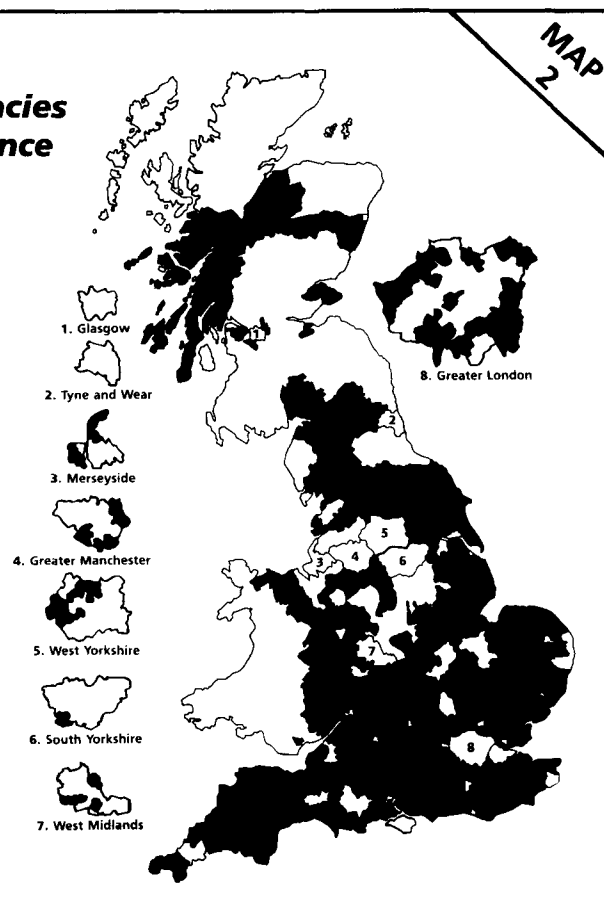 MAP
2
acies
nce
1. Glasgow
2. Tyne and Wear
3. Merseyside
4. Greater Manchester
5. West Yorkshire
6. South Yorkshire
7. West Midlands
8. Greater London
1
2
3
4
5
6
7
8